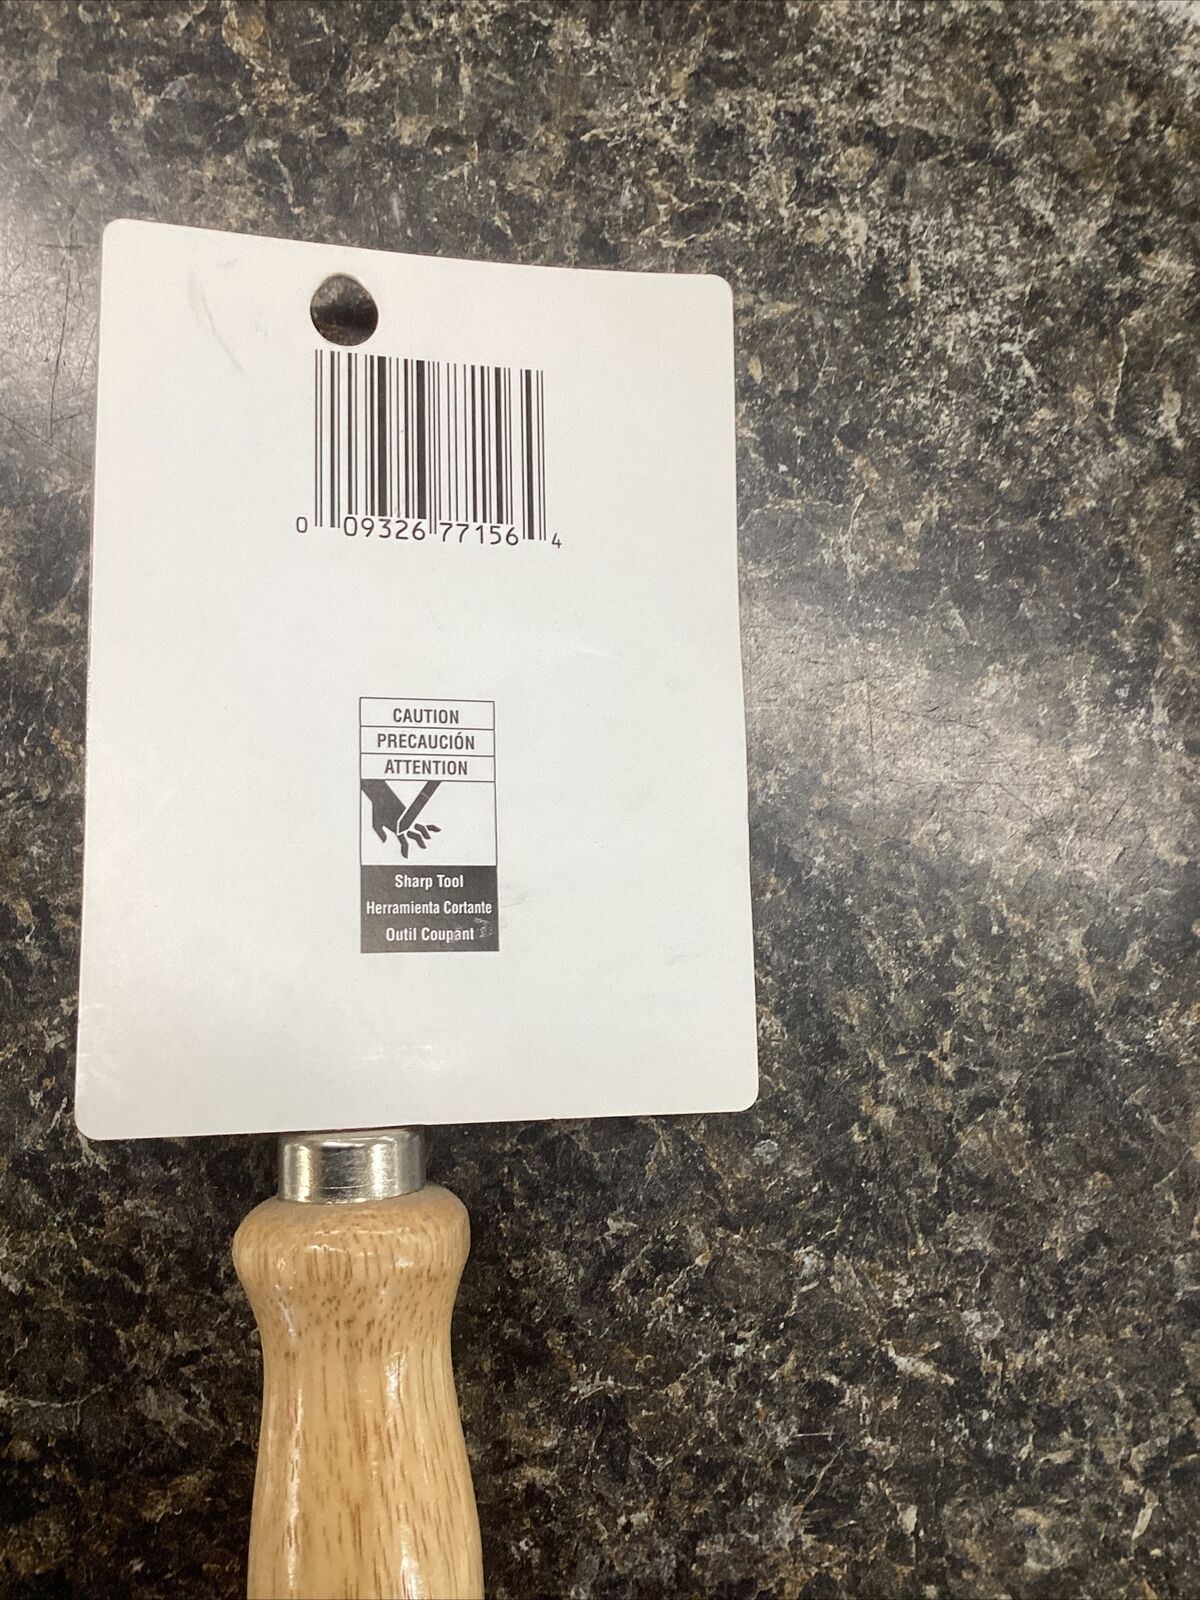 0 09326 77156 4
CAUTION
PRECAUCIÓN
ATTENTION
Sharp Tool
Herramienta Cortante
Outil Coupant